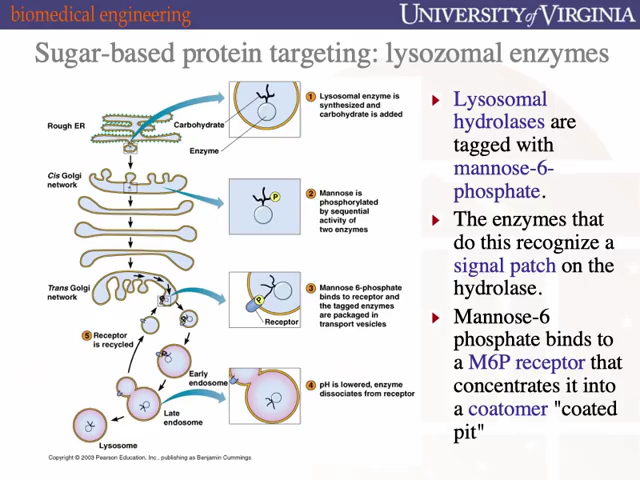 biomedical engineering
UNIVERSITY of VIRGINIA
Sugar-based protein targeting: lysozomal enzymes
Rough ER
Carbohydrate
Enzyme
1 Lysosomal enzyme is
synthesized and
carbohydrate is added
Cis Golgi
network
P
2 Mannose is
phosphorylated
by sequential
activity of
two enzymes
Trans Golgi
network
P
Receptor
3 Mannose 6-phosphate
binds to receptor and
the tagged enzymes
are packaged in
transport vesicles
5 Receptor
is recycled
Early
endosome
4 pH is lowered, enzyme
dissociates from receptor
Late
endosome
Lysosome
Copyright © 2003 Pearson Education, Inc., publishing as Benjamin Cummings.
Lysosomal
hydrolases are
tagged with
mannose-6-
phosphate.
The enzymes that
do this recognize a
signal patch on the
hydrolase.
Mannose-6
phosphate binds to
a M6P receptor that
concentrates it into
a coatomer "coated
pit"